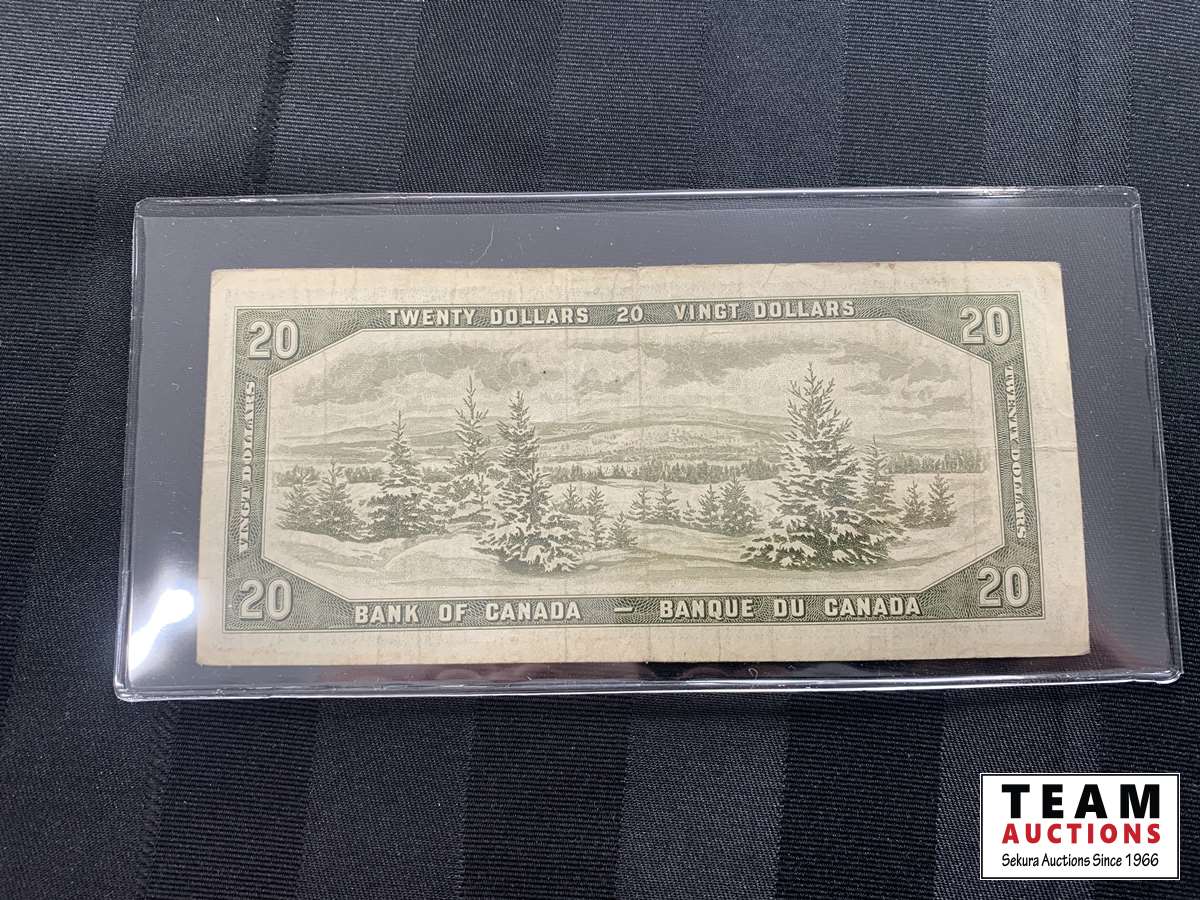 20 TWENTY DOLLARS 20 VINGT DOLLARS 20
VINGT DOLLARS
TWENTY DOLLARS
20 BANK OF CANADA — BANQUE DU CANADA 20
TEAM
AUCTIONS
Sekura Auctions Since 1966